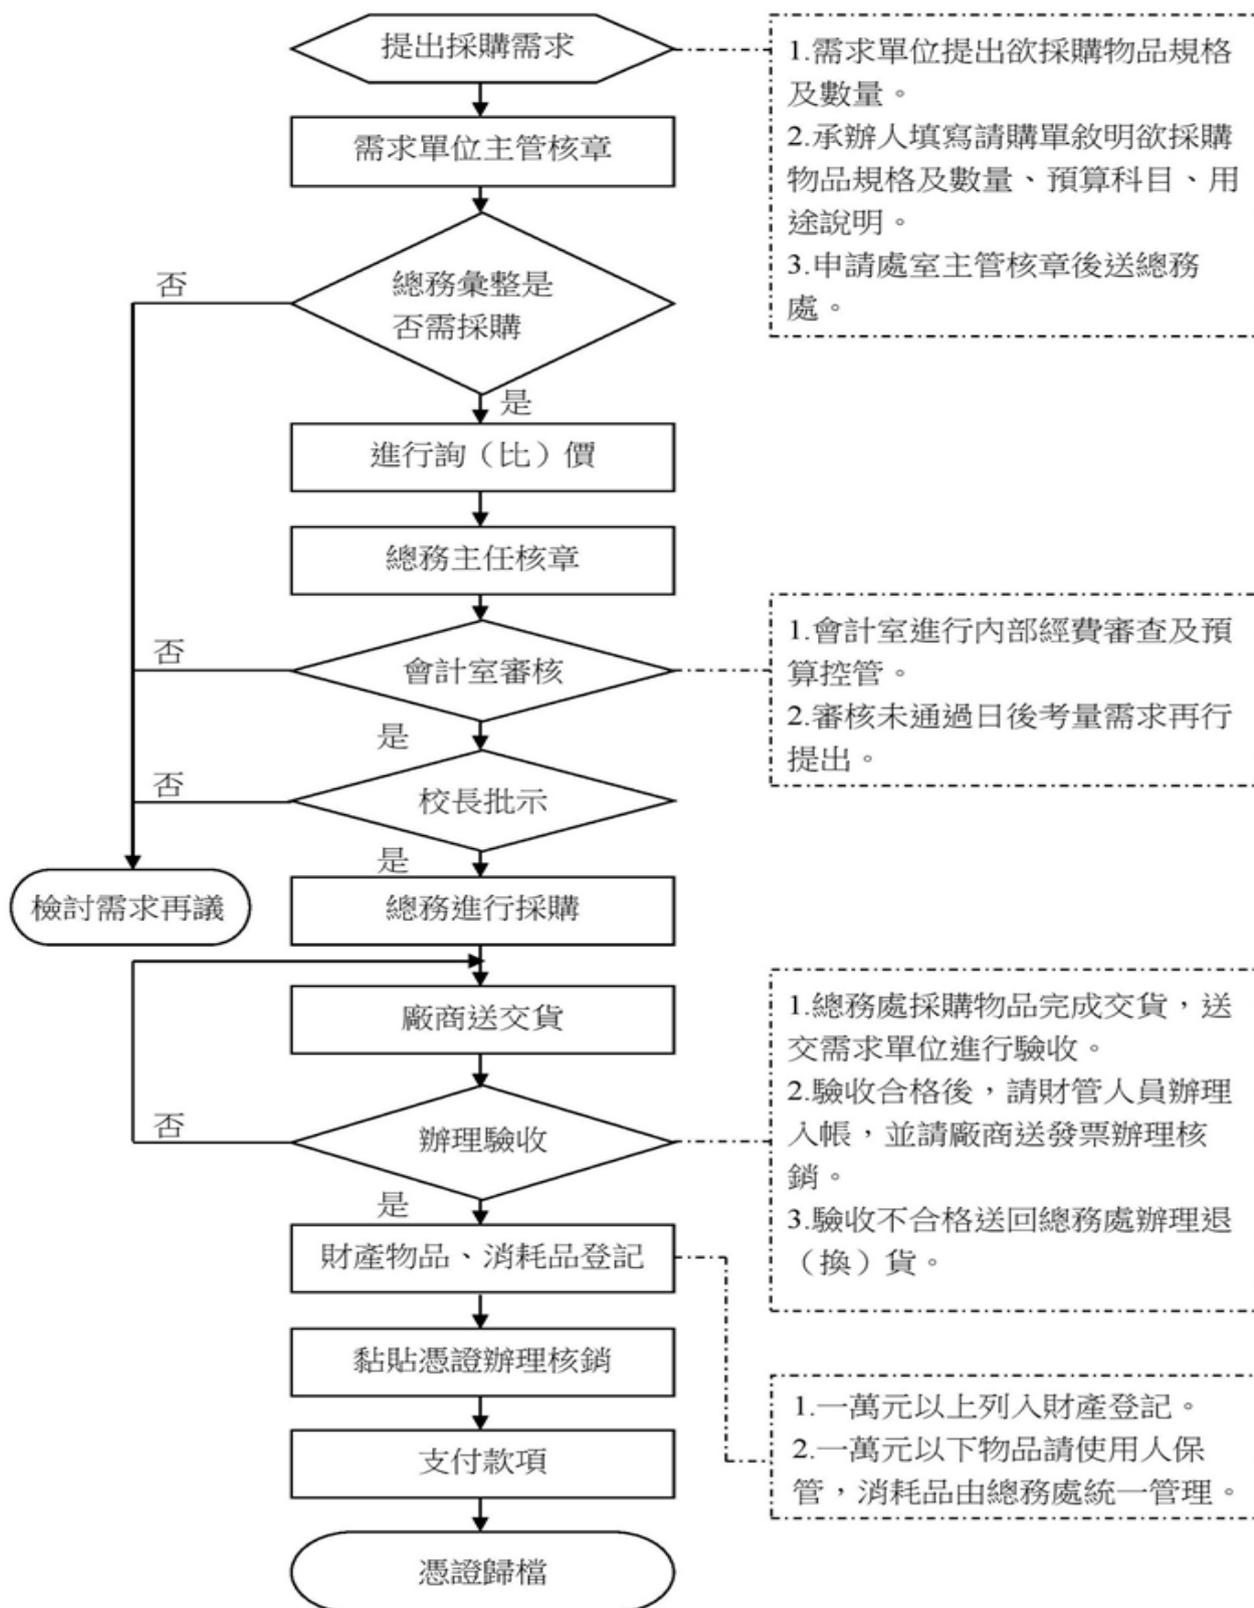 提出採購需求
1.需求單位提出欲採購物品規格
及數量。
2.承辦人填寫請購單敘明欲採購
物品規格及數量、預算科目、用
途說明。
3.申請處室主管核章後送總務
處。
需求單位主管核章
否
總務彙整是
否需採購
是
進行詢（比）價
總務主任核章
否
會計室審核
1.會計室進行內部經費審查及預
算控管。
2.審核未通過日後考量需求再行
提出。
是
否
校長批示
是
檢討需求再議
總務進行採購
廠商送交貨
1.總務處採購物品完成交貨，送
交需求單位進行驗收。
2.驗收合格後，請財管人員辦理
入帳，並請廠商送發票辦理核
銷。
3.驗收不合格送回總務處辦理退
（換）貨。
否
辦理驗收
是
財產物品、消耗品登記
黏貼憑證辦理核銷
1.一萬元以上列入財產登記。
2.一萬元以下物品請使用人保
管，消耗品由總務處統一管理。
支付款項
憑證歸檔